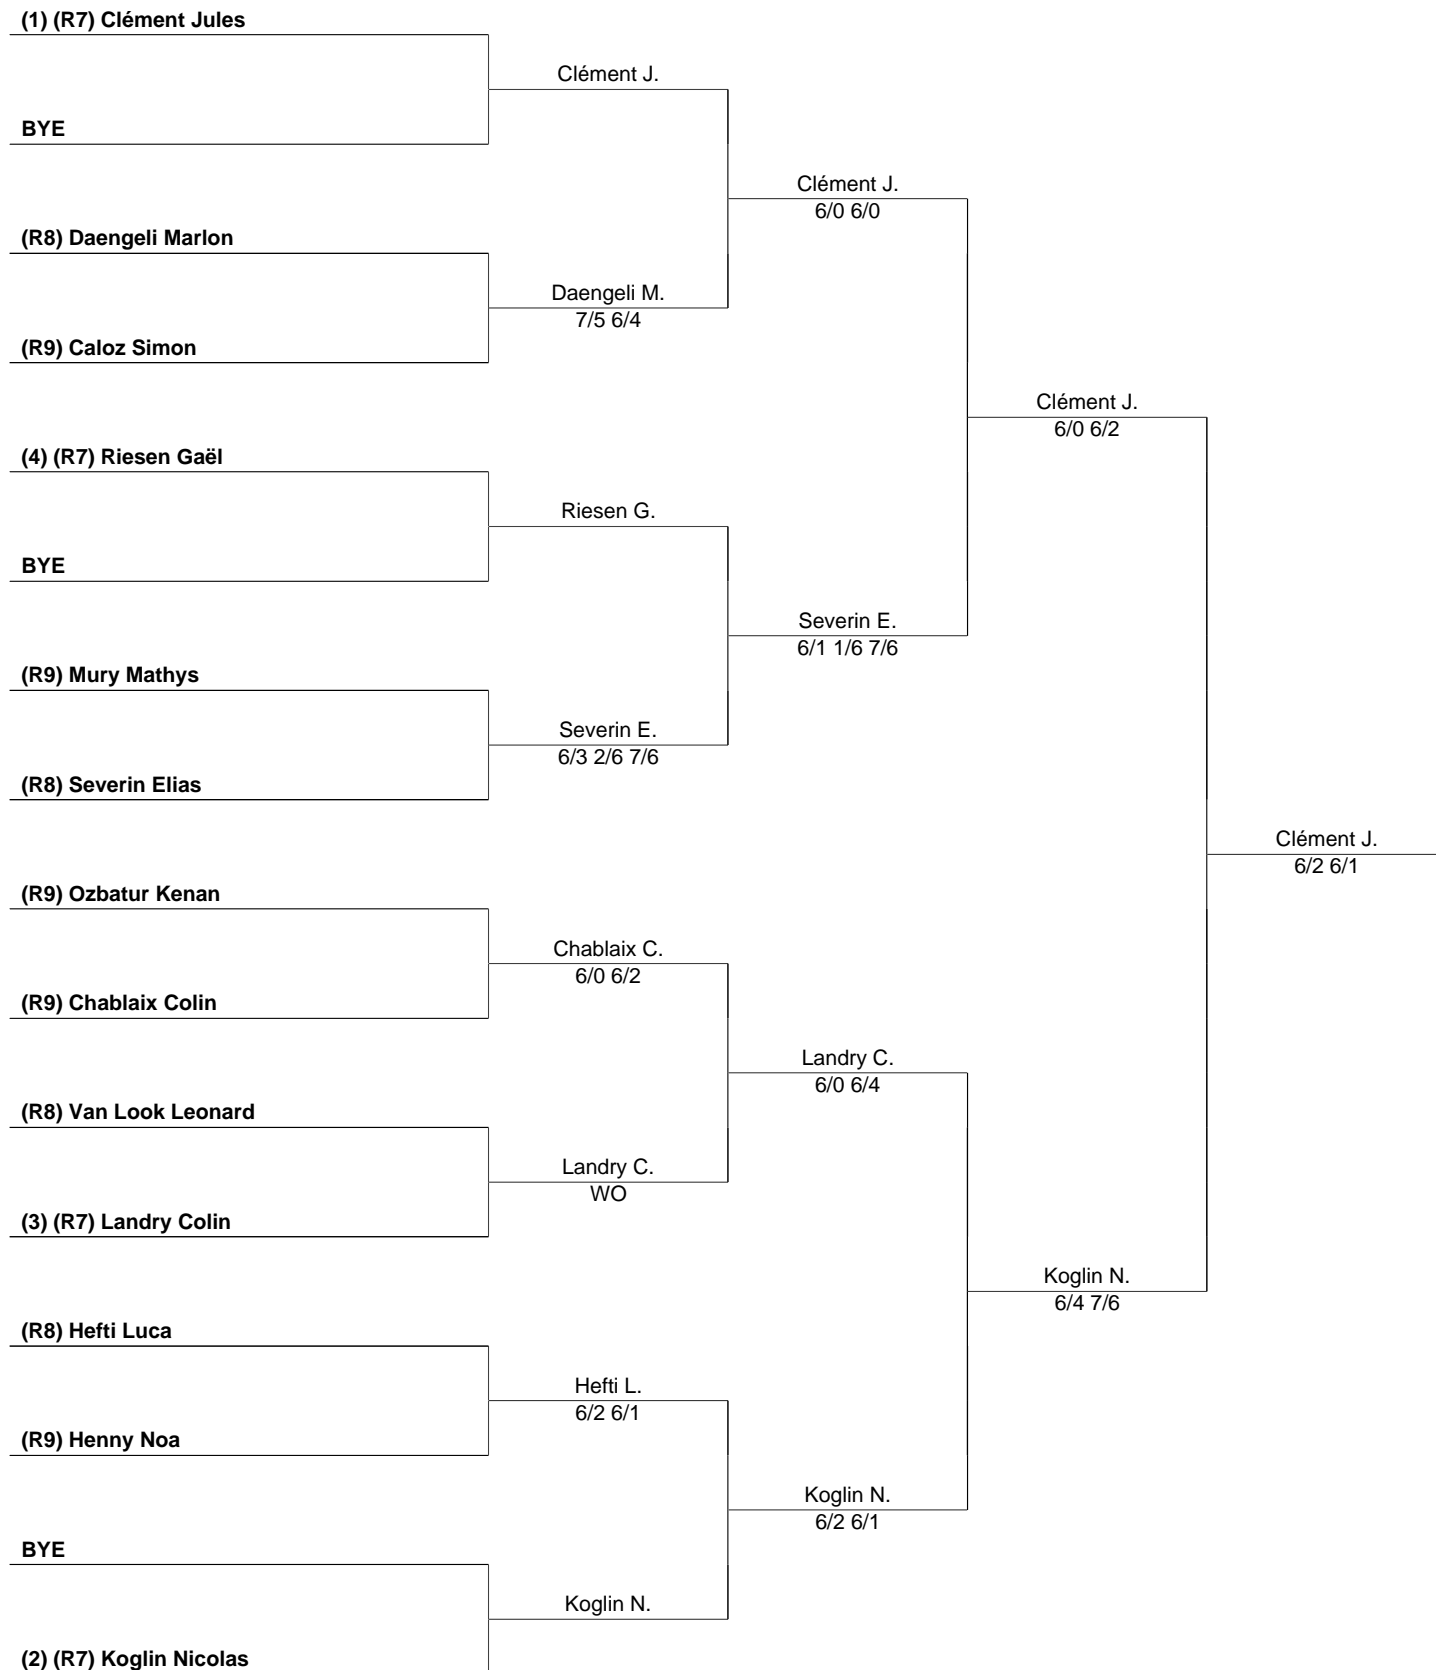 (1) (R7) Clément Jules
Clément J.
BYE
Clément J.
6/0 6/0
(R8) Daengeli Marlon
Daengeli M.
7/5 6/4
(R9) Caloz Simon
Clément J.
6/0 6/2
(4) (R7) Riesen Gaël
Riesen G.
BYE
Severin E.
6/1 1/6 7/6
(R9) Mury Mathys
Severin E.
6/3 2/6 7/6
(R8) Severin Elias
Clément J.
6/2 6/1
(R9) Ozbatur Kenan
Chablaix C.
6/0 6/2
(R9) Chablaix Colin
Landry C.
6/0 6/4
(R8) Van Look Leonard
Landry C.
WO
(3) (R7) Landry Colin
Koglin N.
6/4 7/6
(R8) Hefti Luca
Hefti L.
6/2 6/1
(R9) Henny Noa
Koglin N.
6/2 6/1
BYE
Koglin N.
(2) (R7) Koglin Nicolas